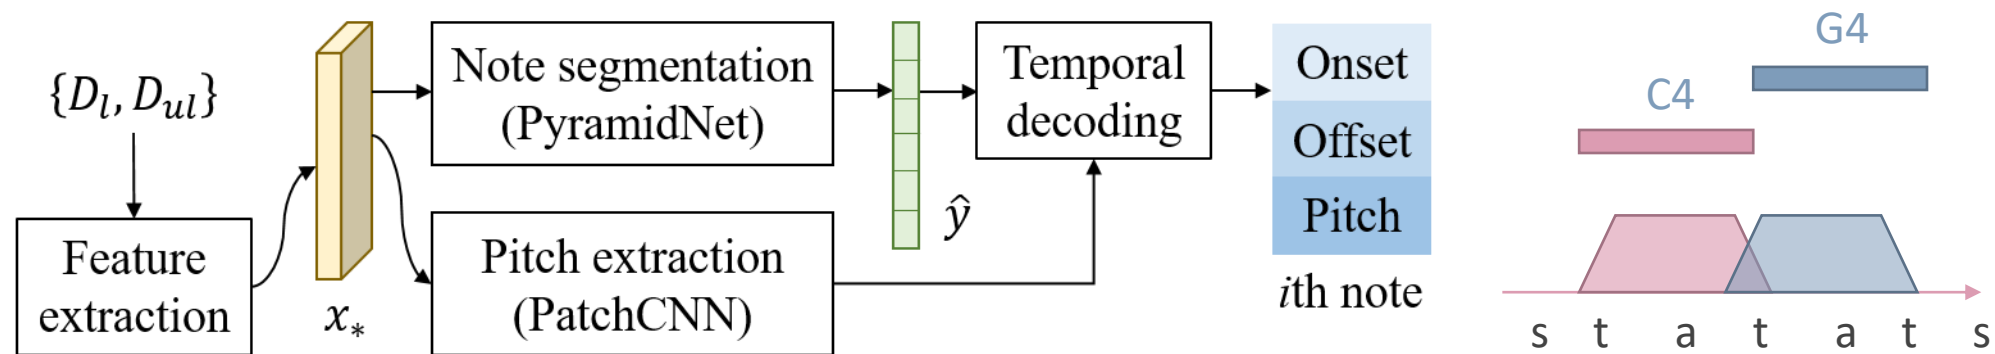 {D_l, D_ul}
Feature
extraction
x_*
Note segmentation
(PyramidNet)
Pitch extraction
(PatchCNN)
ŷ
Temporal
decoding
Onset
Offset
Pitch
ith note
C4
G4
s t a t a t s